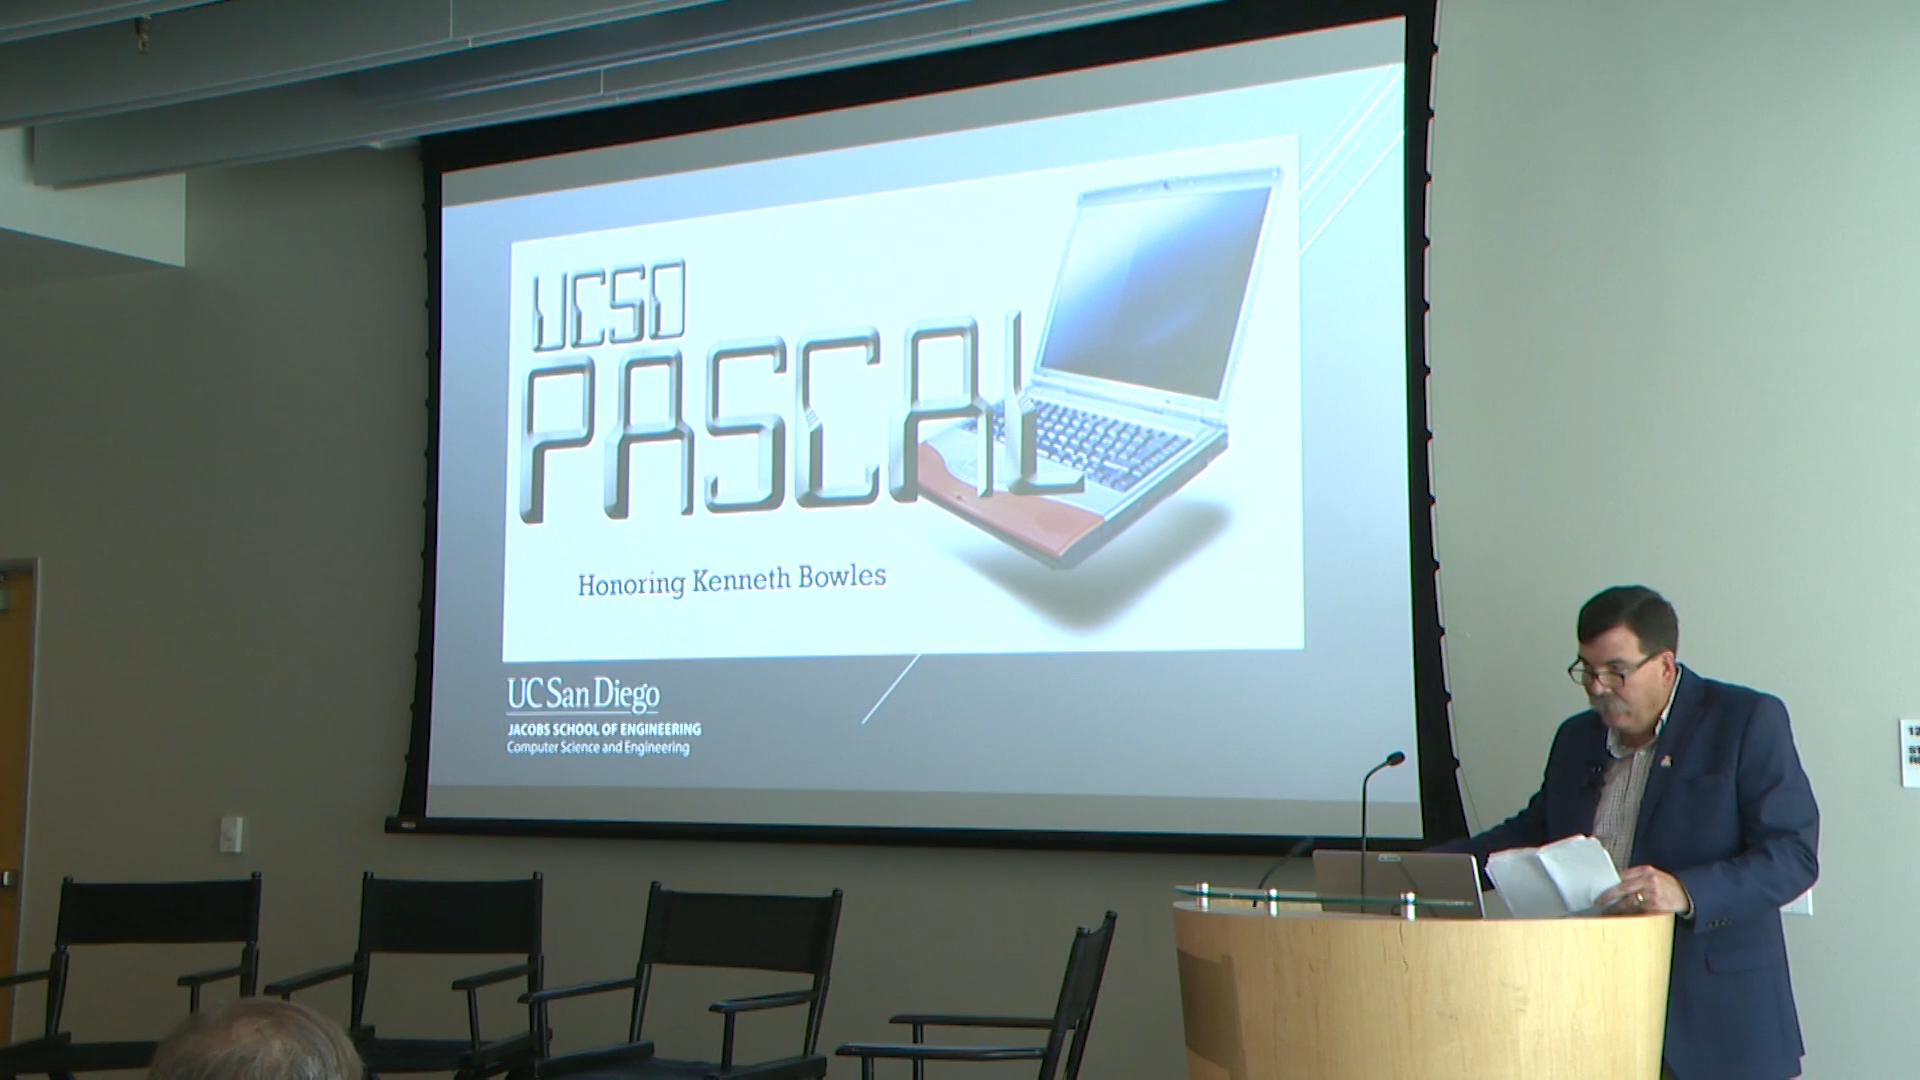 UCSD
PASCAL
Honoring Kenneth Bowles
UC San Diego
JACOBS SCHOOL OF ENGINEERING
Computer Science and Engineering